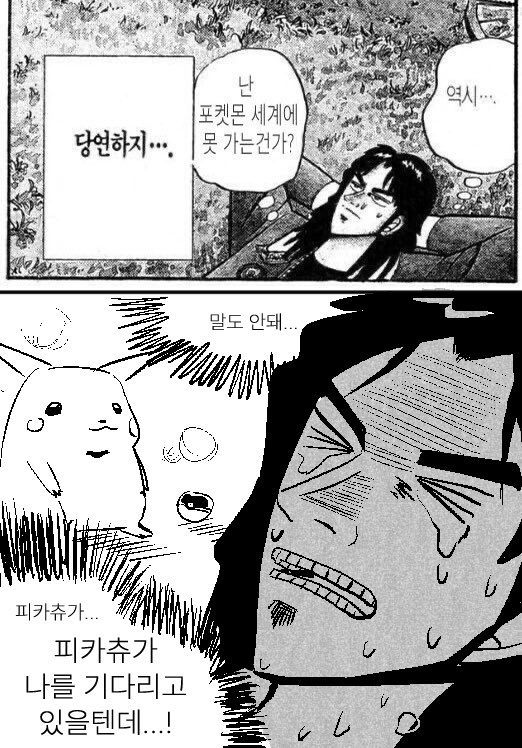 역시….
난
포켓몬 세계에
못 가는건가?
당연하지….
말도 안돼...
피카츄가...
피카츄가
나를 기다리고
있을텐데...!